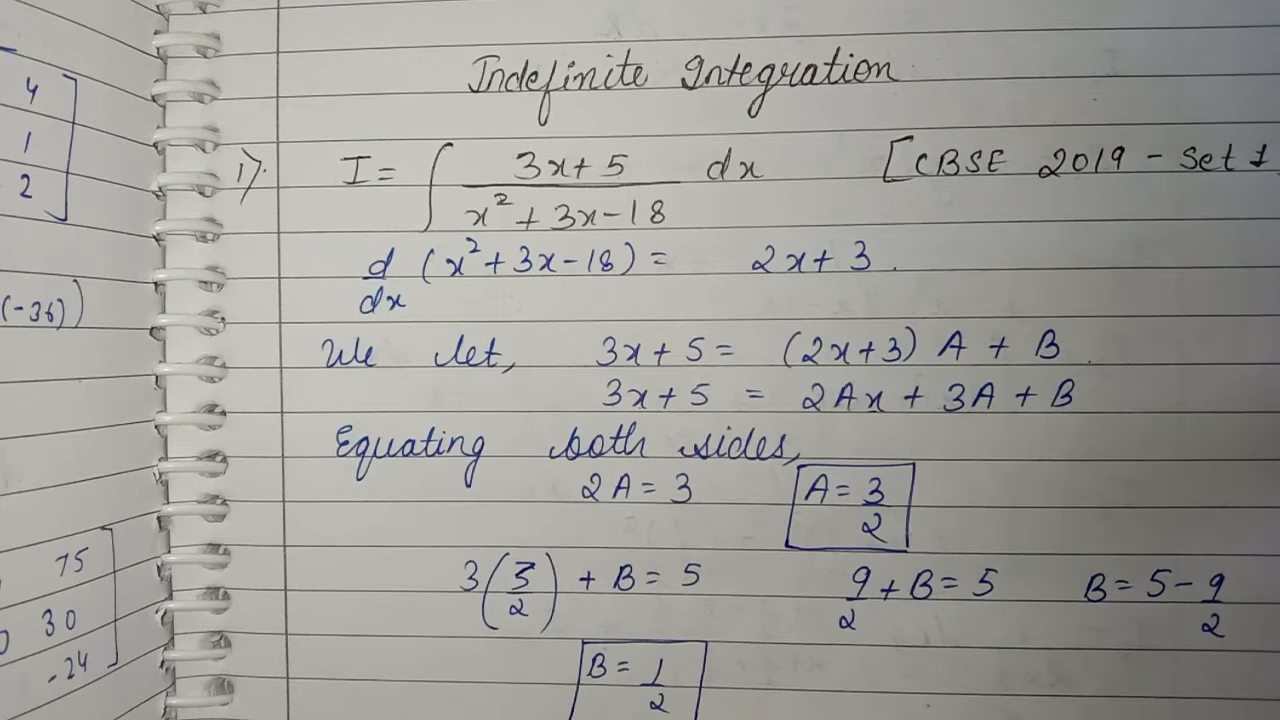 4
1
2
(-36))
75
30
-24
Indefinite Integration
1). I = ∫ (3x+5)/(x²+3x-18) dx [CBSE 2019 - Set 1
d/dx (x²+3x-18) = 2x+3.
We let, 3x+5 = (2x+3) A + B.
3x+5 = 2Ax + 3A + B
Equating both sides,
2A = 3 A = 3/2
3(3/2) + B = 5 9/2 + B = 5 B = 5 - 9/2
B = 1/2